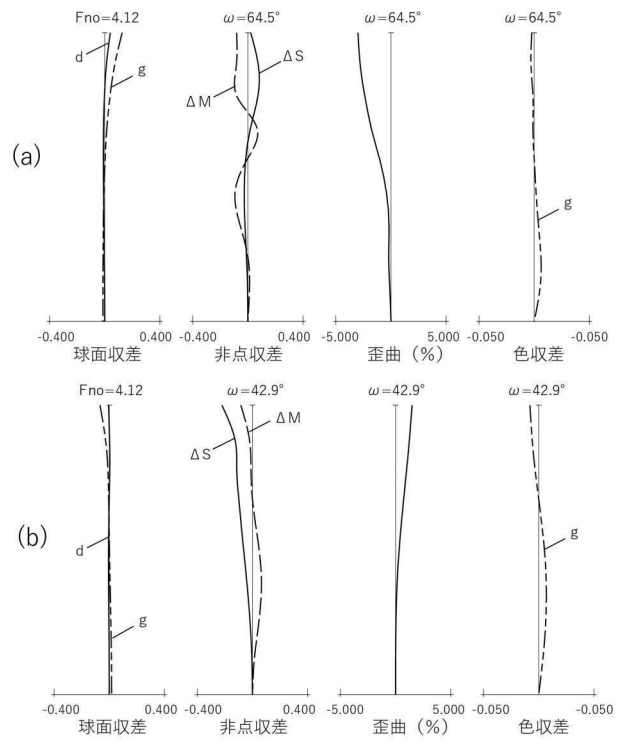 Fno=4.12 ω=64.5° ω=64.5° ω=64.5°
d ΔS
g
ΔM
(a)
g
-0.400 0.400 -0.400 0.400 -5.000 5.000 -0.050 -0.050
球面収差 非点収差 歪曲(%) 色収差
Fno=4.12 ω=42.9° ω=42.9° ω=42.9°
ΔM
ΔS
(b)
d g
g
-0.400 0.400 -0.400 0.400 -5.000 5.000 -0.050 -0.050
球面収差 非点収差 歪曲(%) 色収差